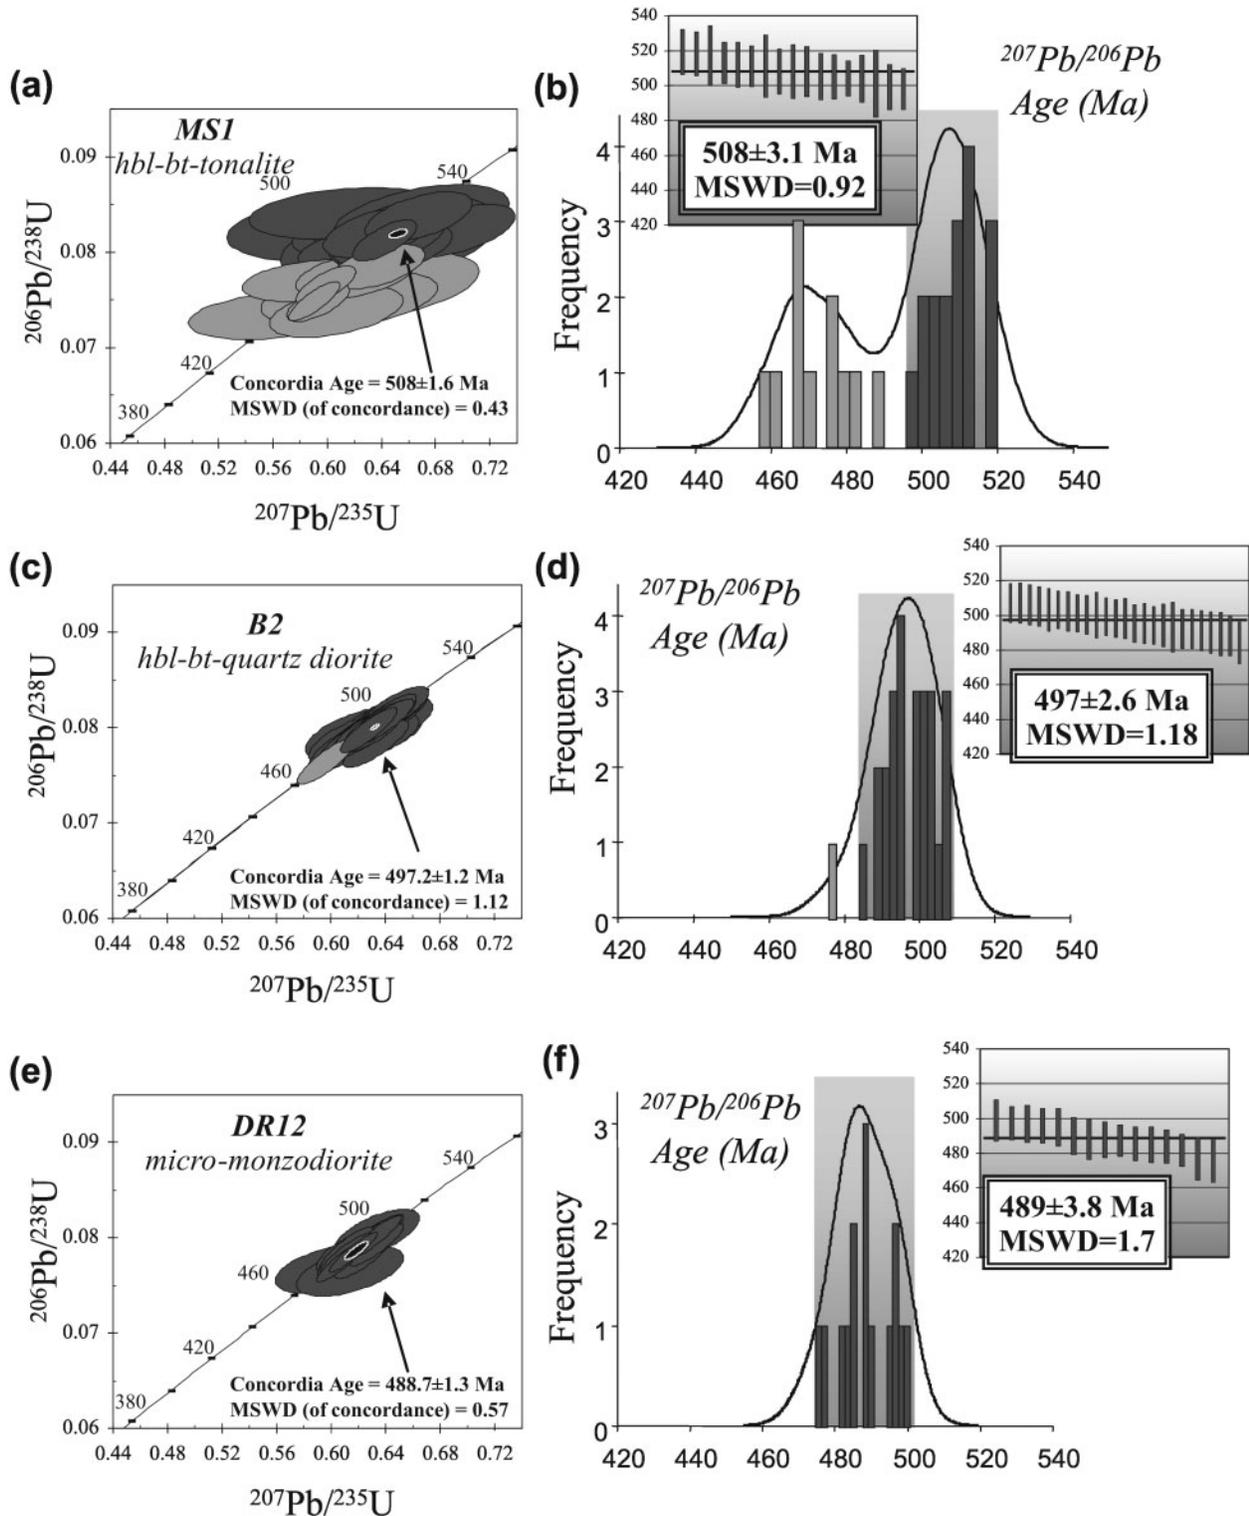 (a)
MS1
hbl-bt-tonalite
500
540
420
380
0.09
0.08
0.07
0.06
206Pb/238U
Concordia Age = 508±1.6 Ma
MSWD (of concordance) = 0.43
0.44 0.48 0.52 0.56 0.60 0.64 0.68 0.72
207Pb/235U
(b)
540
520
500
480
460
440
420
508±3.1 Ma
MSWD=0.92
207Pb/206Pb
Age (Ma)
Frequency
4
3
2
1
0
420 460 480 500 520 540
(c)
B2
hbl-bt-quartz diorite
540
500
460
420
380
0.09
0.08
0.07
0.06
206Pb/238U
Concordia Age = 497.2±1.2 Ma
MSWD (of concordance) = 1.12
0.44 0.48 0.52 0.56 0.60 0.64 0.68 0.72
207Pb/235U
(d)
207Pb/206Pb
Age (Ma)
540
520
500
480
460
440
420
497±2.6 Ma
MSWD=1.18
Frequency
4
3
2
1
0
420 440 460 480 500 520 540
(e)
DR12
micro-monzodiorite
540
500
460
420
380
0.09
0.08
0.07
0.06
206Pb/238U
Concordia Age = 488.7±1.3 Ma
MSWD (of concordance) = 0.57
0.44 0.48 0.52 0.56 0.60 0.64 0.68 0.72
207Pb/235U
(f)
207Pb/206Pb
Age (Ma)
540
520
500
480
460
440
420
489±3.8 Ma
MSWD=1.7
Frequency
3
2
1
0
420 440 460 480 500 520 540